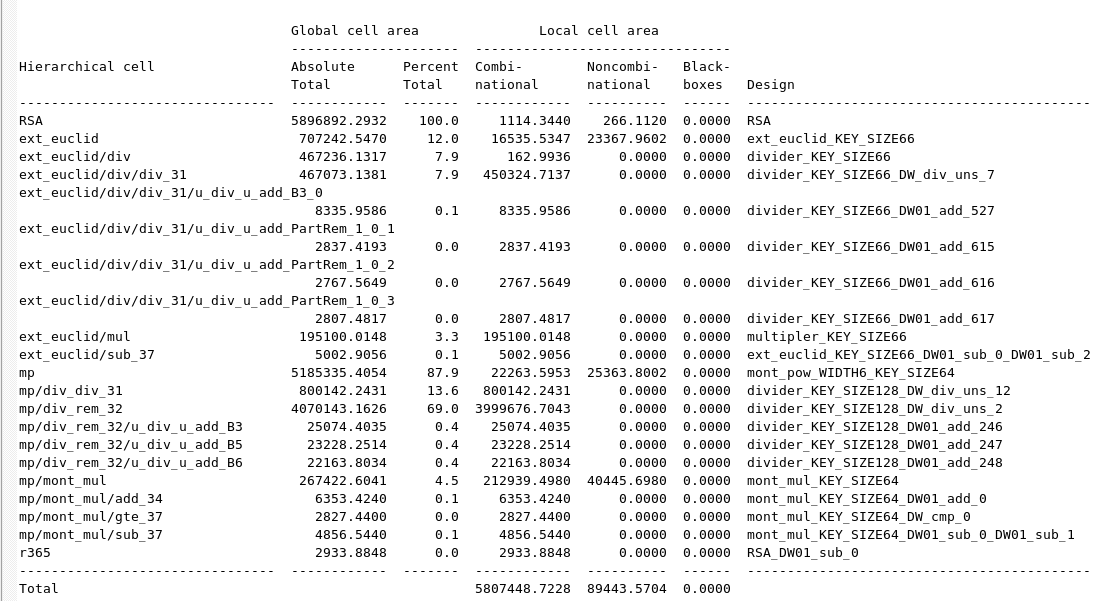 Global cell area               Local cell area
                                  ---------------------  --------------------------------
Hierarchical cell                 Absolute      Percent  Combi-        Noncombi-   Black-
                                  Total         Total    national      national    boxes   Design
--------------------------------  ------------  -------  ------------  ----------  ------  -------------------------------------------
RSA                               5896892.2932    100.0     1114.3440    266.1120  0.0000  RSA
ext_euclid                         707242.5470     12.0    16535.5347  23367.9602  0.0000  ext_euclid_KEY_SIZE66
ext_euclid/div                     467236.1317      7.9      162.9936      0.0000  0.0000  divider_KEY_SIZE66
ext_euclid/div/div_31              467073.1381      7.9   450324.7137      0.0000  0.0000  divider_KEY_SIZE66_DW_div_uns_7
ext_euclid/div/div_31/u_div_u_add_B3_0
                                     8335.9586      0.1     8335.9586      0.0000  0.0000  divider_KEY_SIZE66_DW01_add_527
ext_euclid/div/div_31/u_div_u_add_PartRem_1_0_1
                                     2837.4193      0.0     2837.4193      0.0000  0.0000  divider_KEY_SIZE66_DW01_add_615
ext_euclid/div/div_31/u_div_u_add_PartRem_1_0_2
                                     2767.5649      0.0     2767.5649      0.0000  0.0000  divider_KEY_SIZE66_DW01_add_616
ext_euclid/div/div_31/u_div_u_add_PartRem_1_0_3
                                     2807.4817      0.0     2807.4817      0.0000  0.0000  divider_KEY_SIZE66_DW01_add_617
ext_euclid/mul                     195100.0148      3.3   195100.0148      0.0000  0.0000  multipler_KEY_SIZE66
ext_euclid/sub_37                    5002.9056      0.1     5002.9056      0.0000  0.0000  ext_euclid_KEY_SIZE66_DW01_sub_0_DW01_sub_2
mp                                5185335.4054     87.9    22263.5953  25363.8002  0.0000  mont_pow_WIDTH6_KEY_SIZE64
mp/div_div_31                      800142.2431     13.6   800142.2431      0.0000  0.0000  divider_KEY_SIZE128_DW_div_uns_12
mp/div_rem_32                     4070143.1626     69.0  3999676.7043      0.0000  0.0000  divider_KEY_SIZE128_DW_div_uns_2
mp/div_rem_32/u_div_u_add_B3        25074.4035      0.4    25074.4035      0.0000  0.0000  divider_KEY_SIZE128_DW01_add_246
mp/div_rem_32/u_div_u_add_B5        23228.2514      0.4    23228.2514      0.0000  0.0000  divider_KEY_SIZE128_DW01_add_247
mp/div_rem_32/u_div_u_add_B6        22163.8034      0.4    22163.8034      0.0000  0.0000  divider_KEY_SIZE128_DW01_add_248
mp/mont_mul                        267422.6041      4.5   212939.4980  40445.6980  0.0000  mont_mul_KEY_SIZE64
mp/mont_mul/add_34                   6353.4240      0.1     6353.4240      0.0000  0.0000  mont_mul_KEY_SIZE64_DW01_add_0
mp/mont_mul/gte_37                   2827.4400      0.0     2827.4400      0.0000  0.0000  mont_mul_KEY_SIZE64_DW_cmp_0
mp/mont_mul/sub_37                   4856.5440      0.1     4856.5440      0.0000  0.0000  mont_mul_KEY_SIZE64_DW01_sub_0_DW01_sub_1
r365                                 2933.8848      0.0     2933.8848      0.0000  0.0000  RSA_DW01_sub_0
--------------------------------  ------------  -------  ------------  ----------  ------  -------------------------------------------
Total                                                    5807448.7228  89443.5704  0.0000